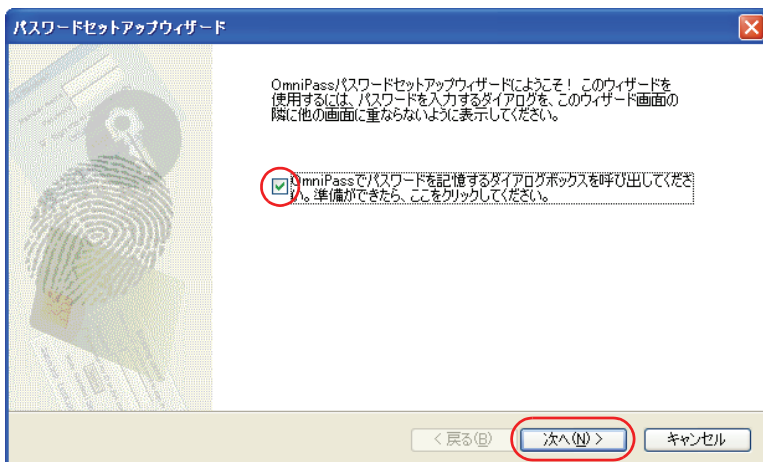 パスワードセットアップウィザード
OmniPassパスワードセットアップウィザードにようこそ! このウィザードを
使用するには、パスワードを入力するダイアログを、このウィザード画面の
隣に他の画面に重ならないように表示してください。
OmniPassでパスワードを記憶するダイアログボックスを呼び出してくださ
い。準備ができたら、ここをクリックしてください。
< 戻る(B)
次へ(N) >
キャンセル